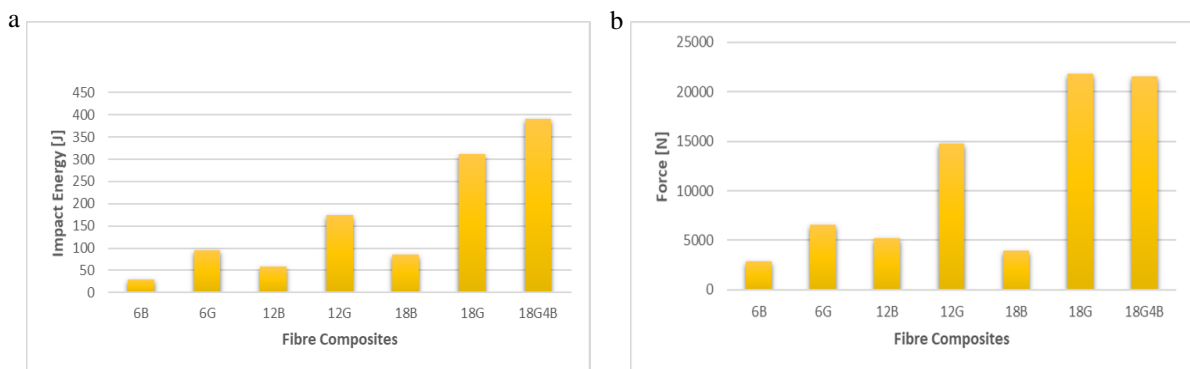 a
450
400
350
300
250
200
150
100
50
0
Impact Energy [J]
6B 6G 12B 12G 18B 18G 18G4B
Fibre Composites
b
25000
20000
15000
10000
5000
0
Force [N]
6B 6G 12B 12G 18B 18G 18G4B
Fibre Composites